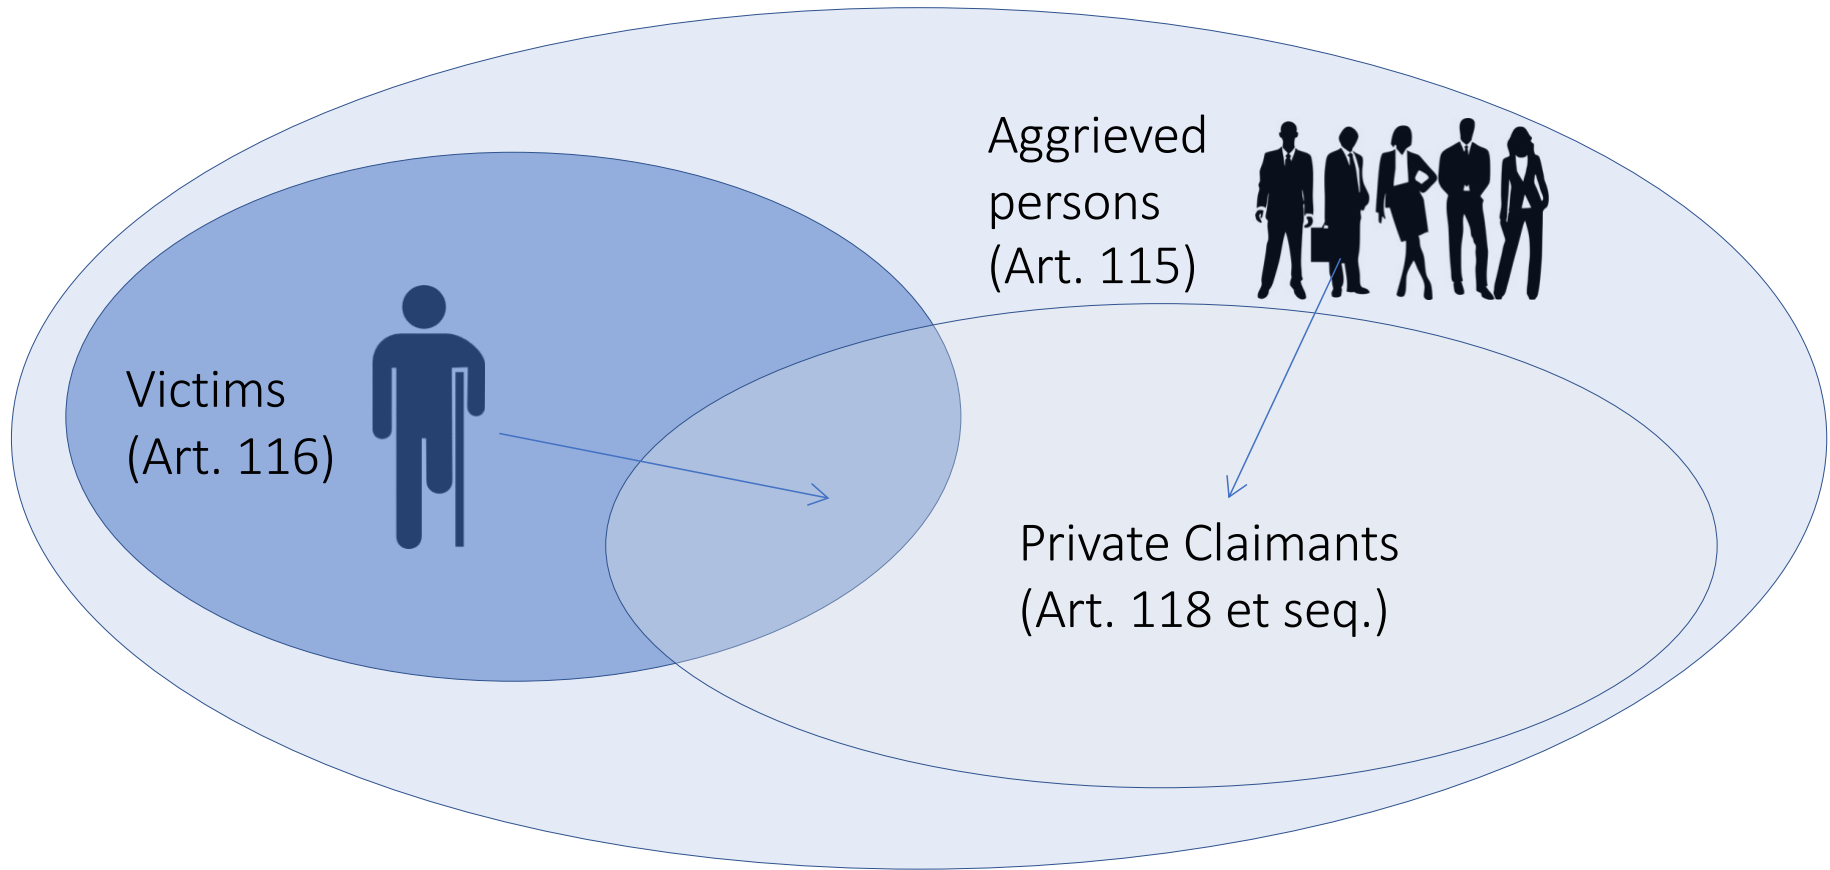 Aggrieved
persons
(Art. 115)
Victims
(Art. 116)
Private Claimants
(Art. 118 et seq.)